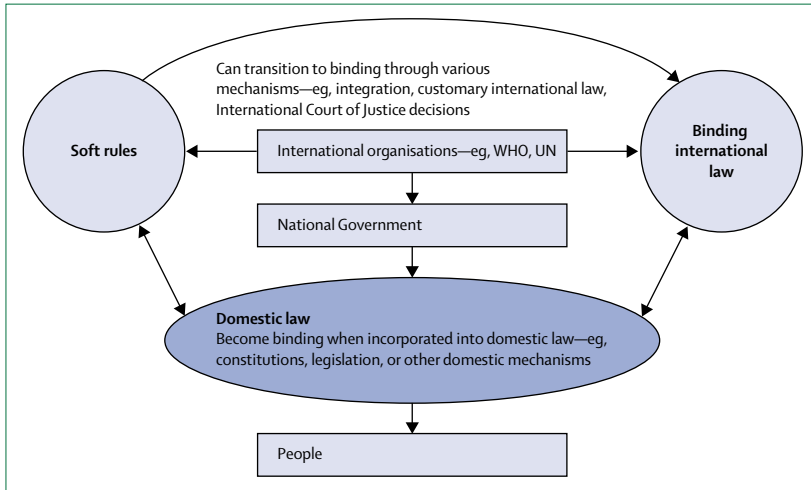 Can transition to binding through various
mechanisms—eg, integration, customary international law,
International Court of Justice decisions
Soft rules
International organisations—eg, WHO, UN
Binding
international
law
National Government
Domestic law
Become binding when incorporated into domestic law—eg,
constitutions, legislation, or other domestic mechanisms
People